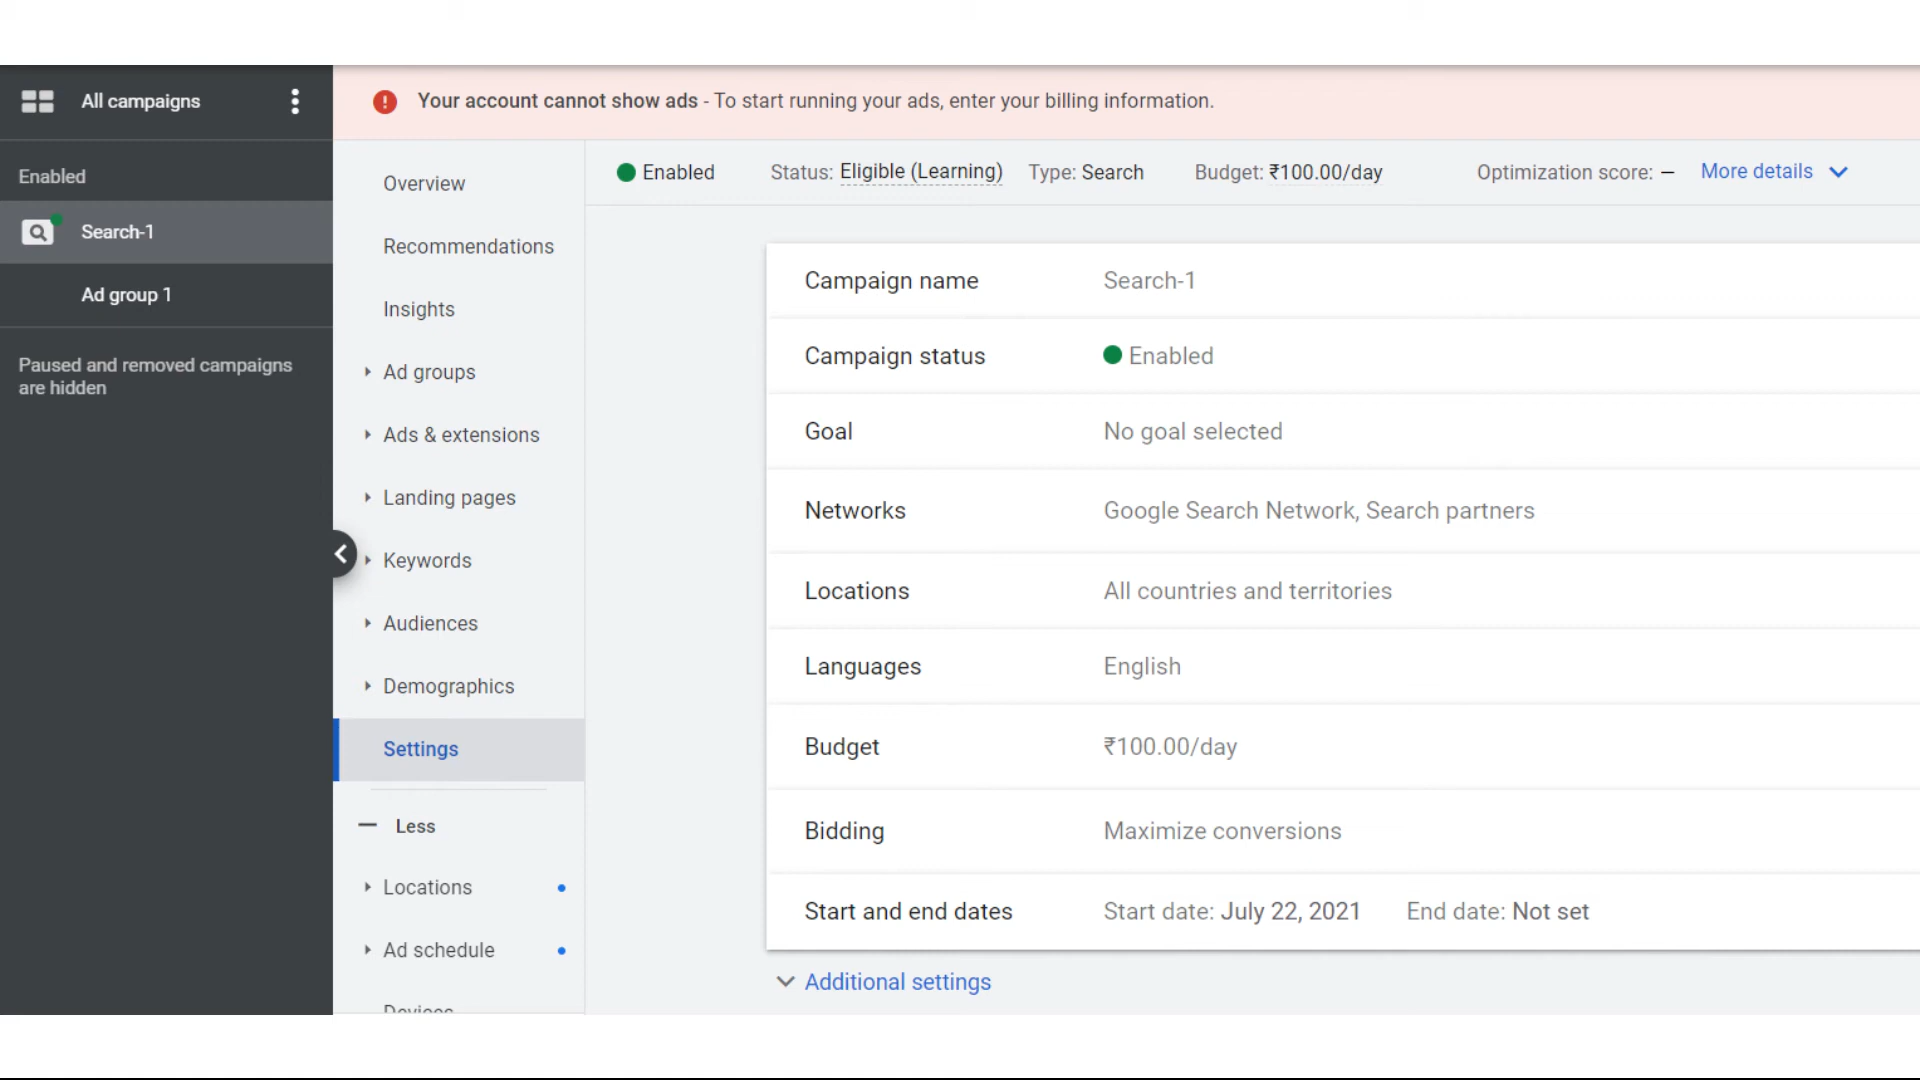 All campaigns
Your account cannot show ads - To start running your ads, enter your billing information.
Enabled
Search-1
Ad group 1
Paused and removed campaigns
are hidden
Overview
Recommendations
Insights
Ad groups
Ads & extensions
Landing pages
Keywords
Audiences
Demographics
Settings
Less
Locations
Ad schedule
Devices
Enabled Status: Eligible (Learning) Type: Search Budget: ₹100.00/day Optimization score: – More details
Campaign name Search-1
Campaign status Enabled
Goal No goal selected
Networks Google Search Network, Search partners
Locations All countries and territories
Languages English
Budget ₹100.00/day
Bidding Maximize conversions
Start and end dates Start date: July 22, 2021 End date: Not set
Additional settings